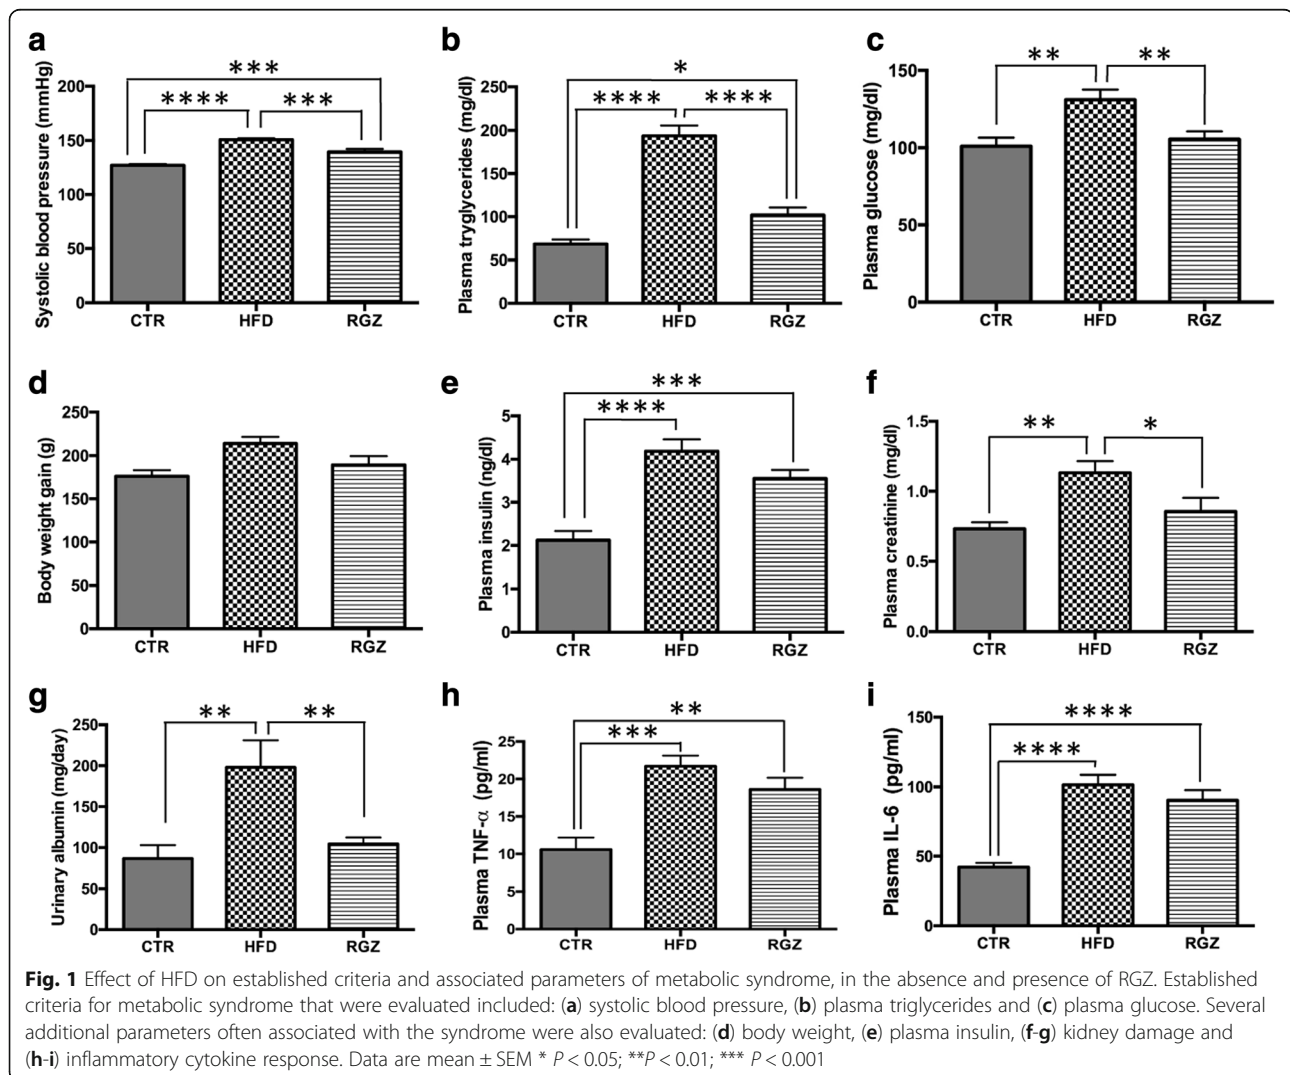 a
Systolic blood pressure (mmHg)
200
150
100
50
0
***
**** ***
CTR HFD RGZ
b
Plasma tryglycerides (mg/dl)
250
200
150
100
50
0
*
**** ****
CTR HFD RGZ
c
Plasma glucose (mg/dl)
150
100
50
0
** **
CTR HFD RGZ
d
Body weight gain (g)
250
200
150
100
50
0
CTR HFD RGZ
e
Plasma insulin (ng/dl)
5
4
3
2
1
0
***
****
CTR HFD RGZ
f
Plasma creatinine (mg/dl)
1.5
1.0
0.5
0.0
** *
CTR HFD RGZ
g
Urinary albumin (mg/day)
250
200
150
100
50
0
** **
CTR HFD RGZ
h
Plasma TNF-α (pg/ml)
25
20
15
10
5
0
**
***
CTR HFD RGZ
i
Plasma IL-6 (pg/ml)
150
100
50
0
****
****
CTR HFD RGZ
Fig. 1 Effect of HFD on established criteria and associated parameters of metabolic syndrome, in the absence and presence of RGZ. Established
criteria for metabolic syndrome that were evaluated included: (a) systolic blood pressure, (b) plasma triglycerides and (c) plasma glucose. Several
additional parameters often associated with the syndrome were also evaluated: (d) body weight, (e) plasma insulin, (f-g) kidney damage and
(h-i) inflammatory cytokine response. Data are mean ± SEM * P < 0.05; **P < 0.01; *** P < 0.001